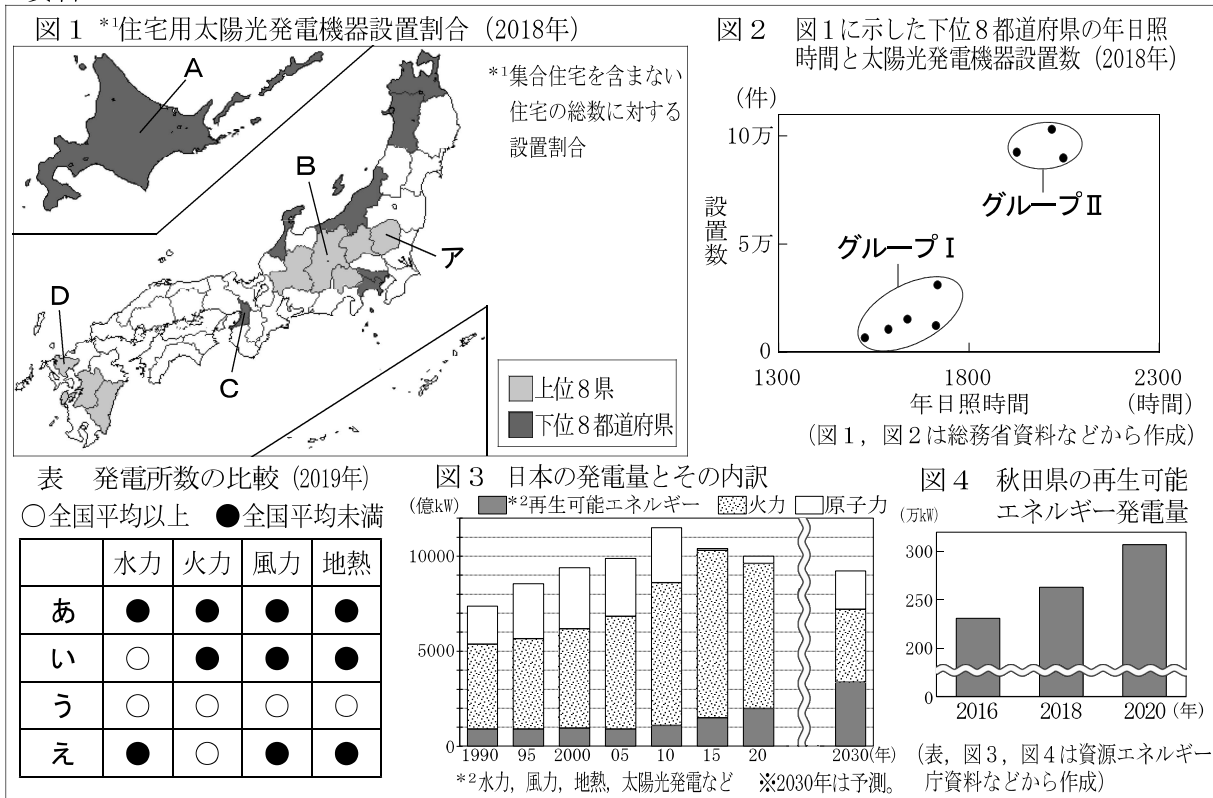 図1 *1住宅用太陽光発電機器設置割合(2018年)
*1集合住宅を含まない
住宅の総数に対する
設置割合
A
B
ア
D
C
上位8県
下位8都道府県
図2 図1に示した下位8都道府県の年日照
時間と太陽光発電機器設置数(2018年)
(件)
10万
設置数
5万
0
グループⅡ
グループⅠ
1300 1800 2300
年日照時間 (時間)
(図1,図2は総務省資料などから作成)
表 発電所数の比較(2019年)
○全国平均以上 ●全国平均未満
水力 火力 風力 地熱
あ ● ● ● ●
い ○ ● ● ●
う ○ ○ ○ ○
え ● ○ ● ●
図3 日本の発電量とその内訳
(億kW) *2再生可能エネルギー 火力 原子力
10000
5000
0
1990 95 2000 05 10 15 20 2030(年)
*2水力,風力,地熱,太陽光発電など ※2030年は予測。
図4 秋田県の再生可能
エネルギー発電量
(万kW)
300
250
200
0
2016 2018 2020(年)
(表,図3,図4は資源エネルギー
庁資料などから作成)